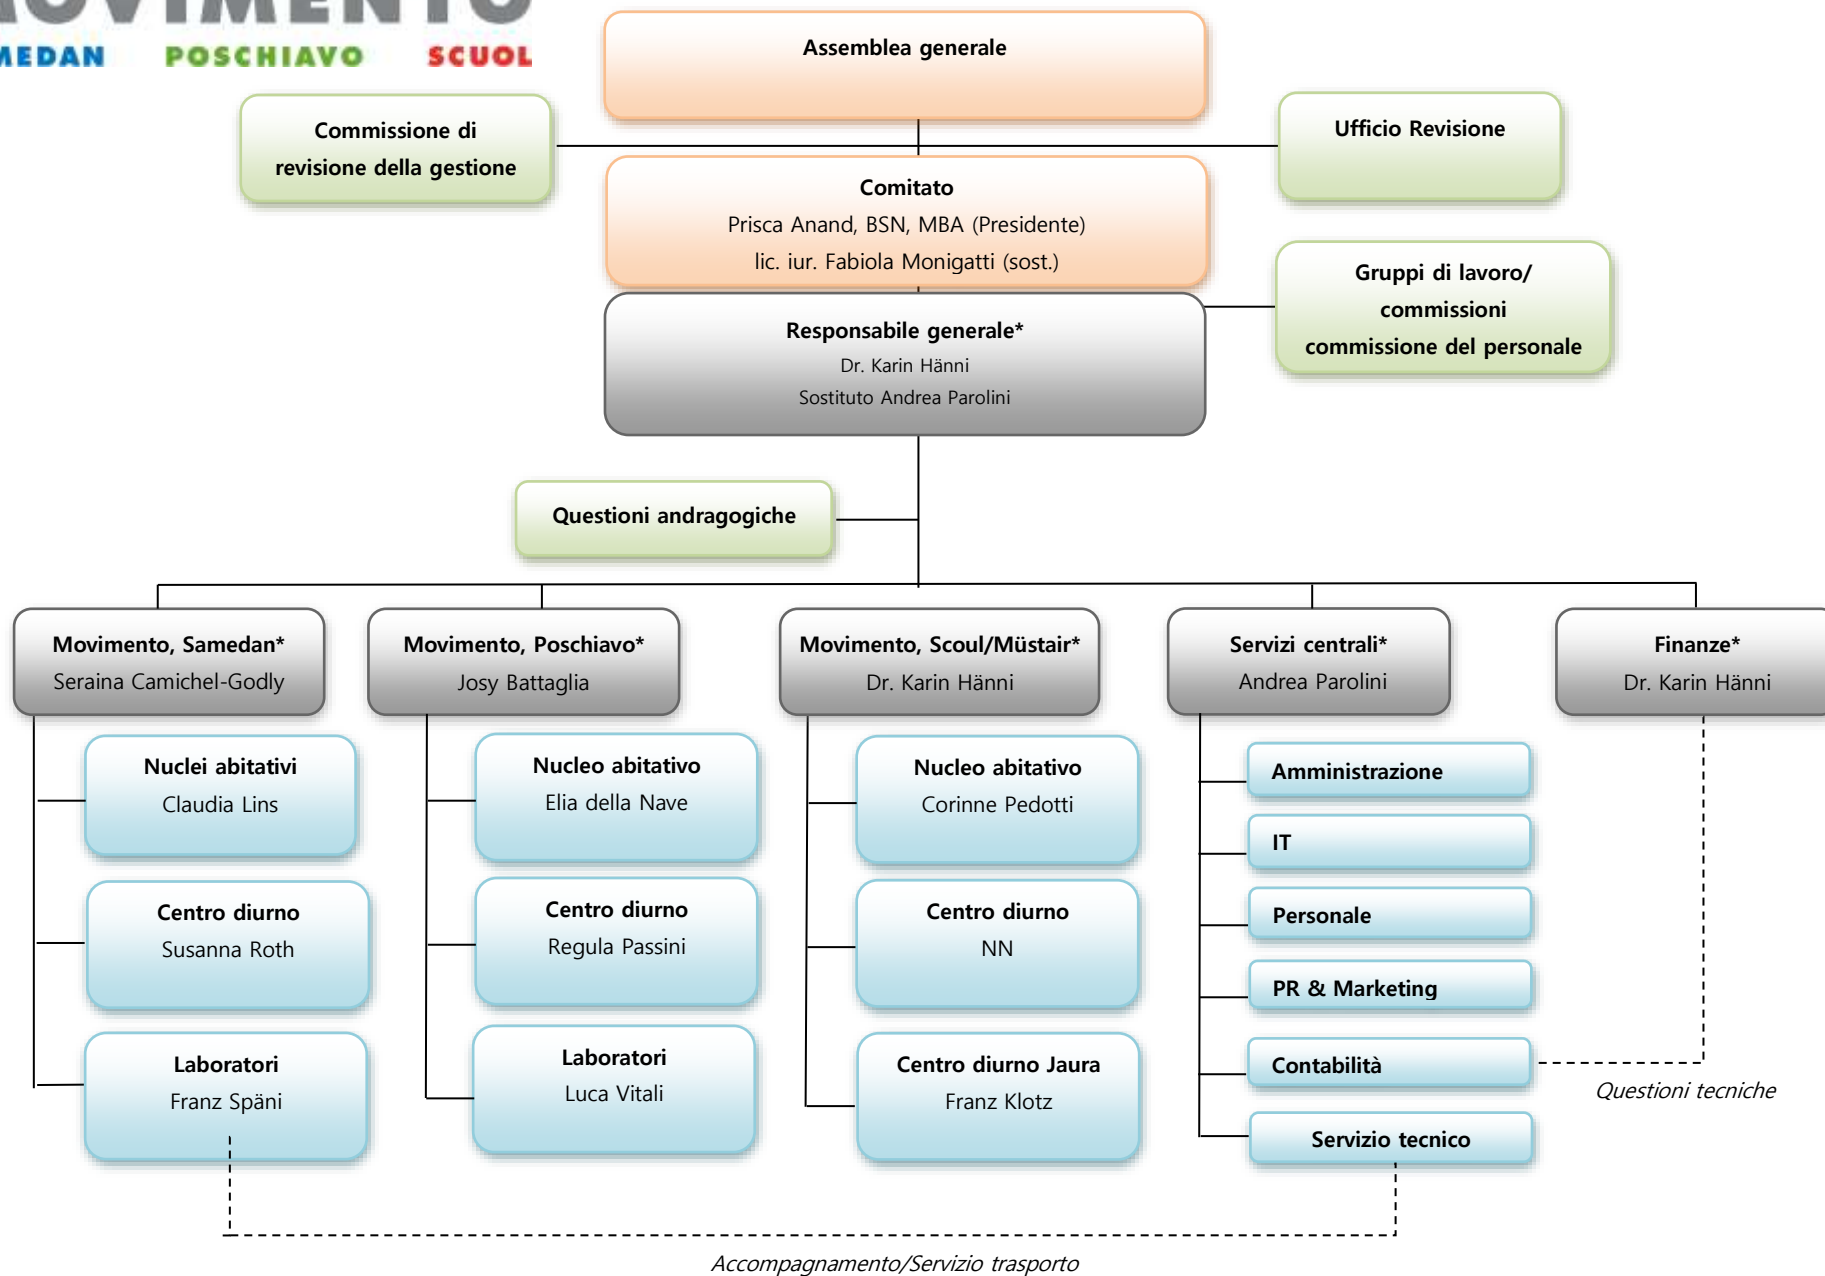 MOVIMENTO
MEDAN POSCHIAVO SCUOL
Assemblea generale
Commissione di
revisione della gestione
Ufficio Revisione
Comitato
Prisca Anand, BSN, MBA (Presidente)
lic. iur. Fabiola Monigatti (sost.)
Gruppi di lavoro/
commissioni
commissione del personale
Responsabile generale*
Dr. Karin Hänni
Sostituto Andrea Parolini
Questioni andragogiche
Movimento, Samedan*
Seraina Camichel-Godly
Nuclei abitativi
Claudia Lins
Centro diurno
Susanna Roth
Laboratori
Franz Späni
Movimento, Poschiavo*
Josy Battaglia
Nucleo abitativo
Elia della Nave
Centro diurno
Regula Passini
Laboratori
Luca Vitali
Movimento, Scoul/Müstair*
Dr. Karin Hänni
Nucleo abitativo
Corinne Pedotti
Centro diurno
NN
Centro diurno Jaura
Franz Klotz
Servizi centrali*
Andrea Parolini
Amministrazione
IT
Personale
PR & Marketing
Contabilità
Servizio tecnico
Finanze*
Dr. Karin Hänni
Questioni tecniche
Accompagnamento/Servizio trasporto